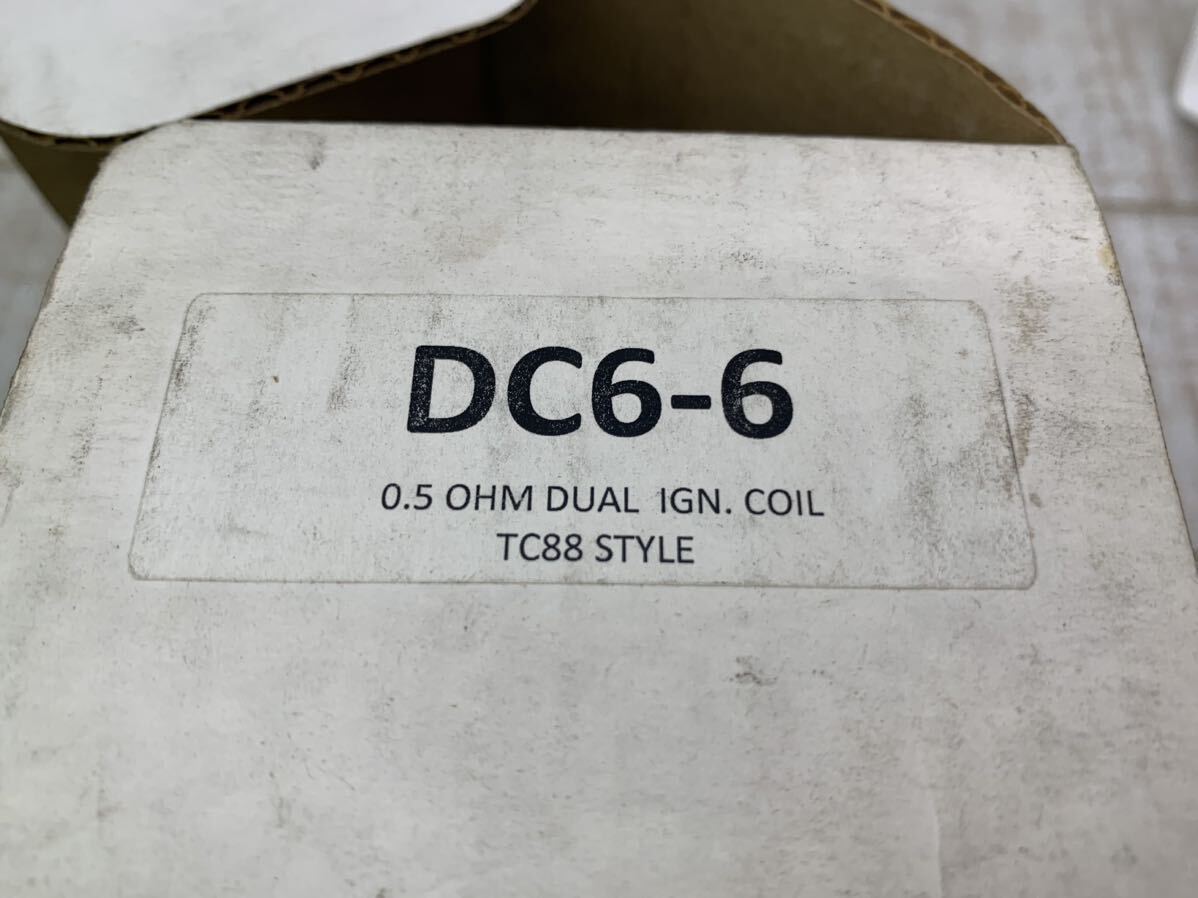 DC6-6
0.5 OHM DUAL IGN. COIL
TC88 STYLE